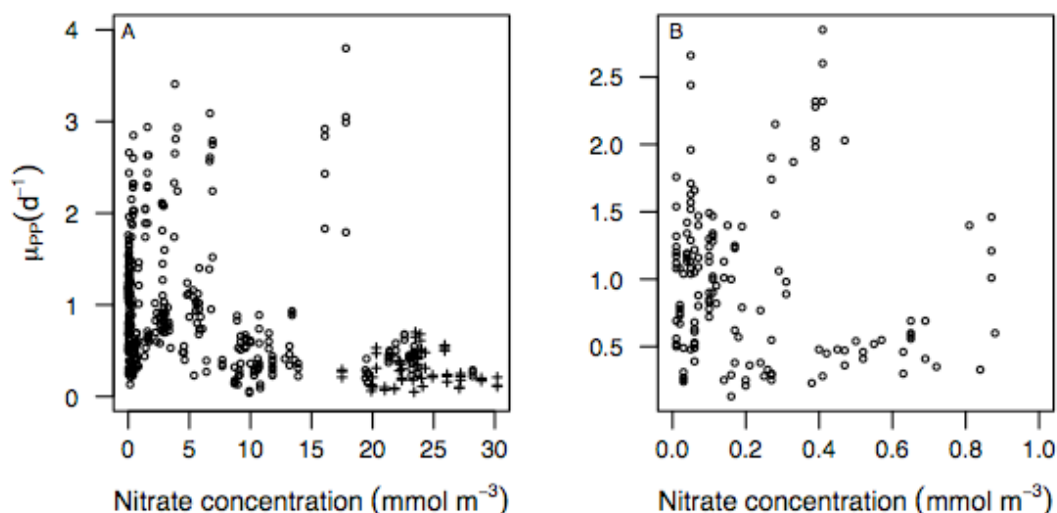 A
B
4
3
2
1
0
μPP(d⁻¹)
0 5 10 15 20 25 30
Nitrate concentration (mmol m⁻³)
2.5
2.0
1.5
1.0
0.5
0.0 0.2 0.4 0.6 0.8 1.0
Nitrate concentration (mmol m⁻³)